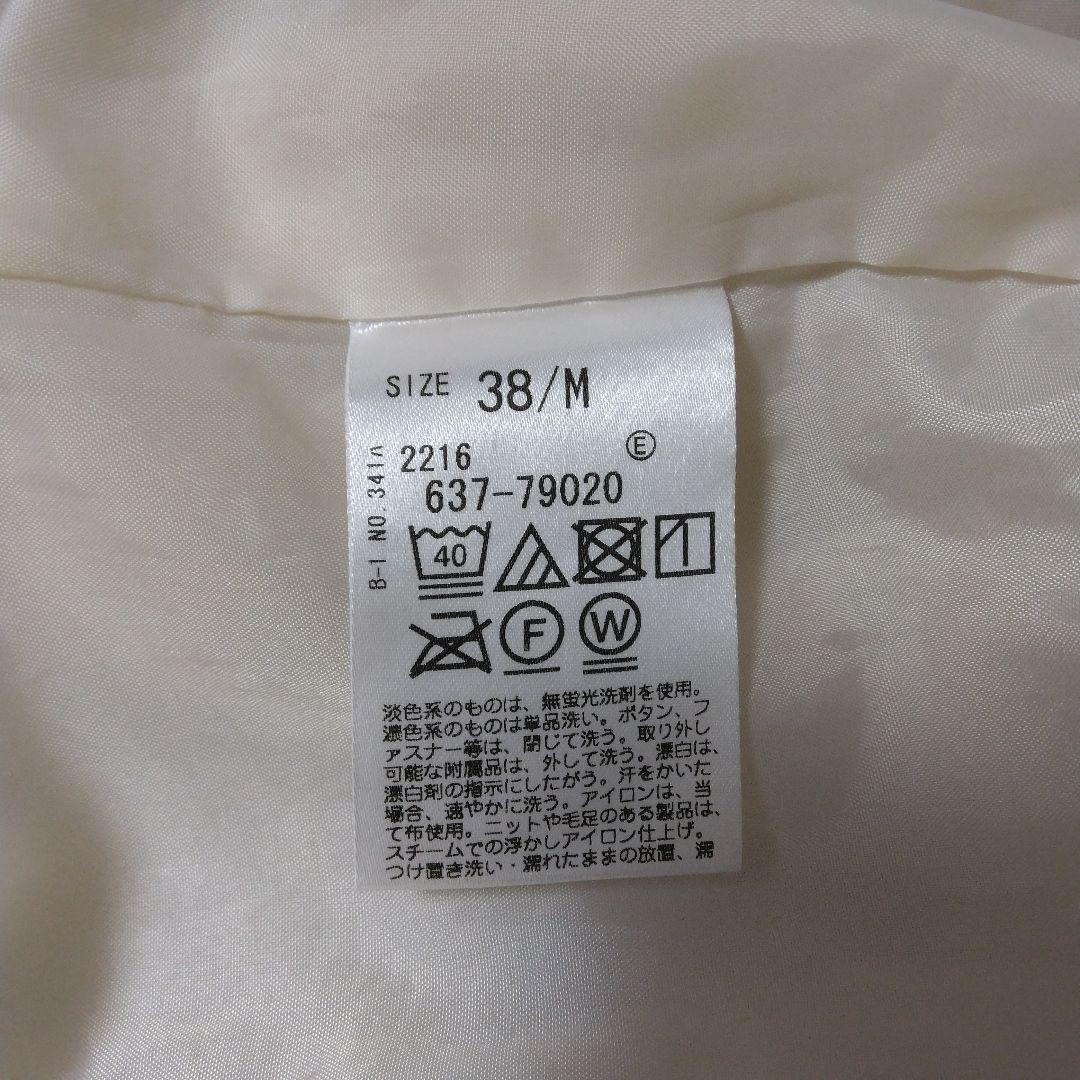 SIZE 38/M
2216 Ⓔ
637-79020
B-I NO.341A
40
F W
淡色系のものは、無蛍光洗剤を使用。
濃色系のものは単品洗い。ボタン、フ
ァスナー等は、閉じて洗う。取り外し
可能な附属品は、外して洗う。漂白は、
漂白剤の指示にしたがう。汗をかいた
場合、速やかに洗う。アイロンは、当
て布使用。ニットや毛足のある製品は、
スチームでの浮かしアイロン仕上げ。
つけ置き洗い・濡れたままの放置、濡